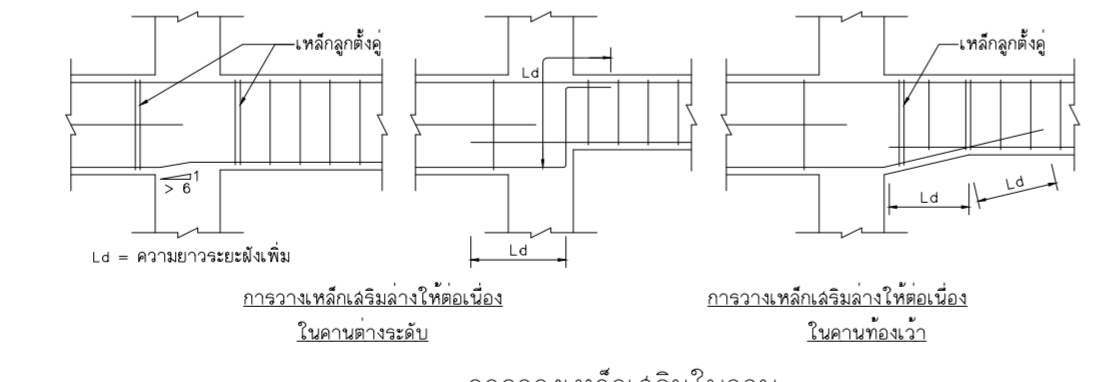 เหล็กลูกตั้งคู่
Ld
เหล็กลูกตั้งคู่
1
> 6
Ld
Ld
Ld
Ld = ความยาวระยะฝังเพิ่ม
การวางเหล็กเสริมล่างให้ต่อเนื่อง
ในคานต่างระดับ
การวางเหล็กเสริมล่างให้ต่อเนื่อง
ในคานท้องเว้า